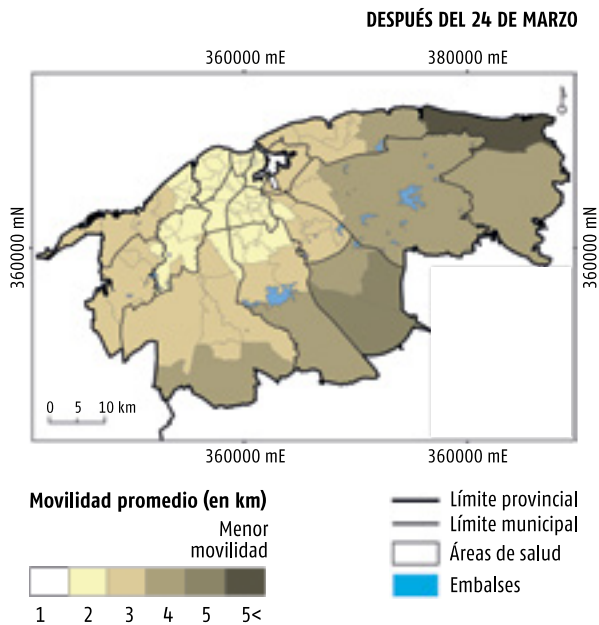 DESPUÉS DEL 24 DE MARZO
360000 mE 380000 mE
360000 mN
360000 mN
0 5 10 km
360000 mE 360000 mE
Movilidad promedio (en km)
Menor
movilidad
1 2 3 4 5 5<
Límite provincial
Límite municipal
Áreas de salud
Embalses